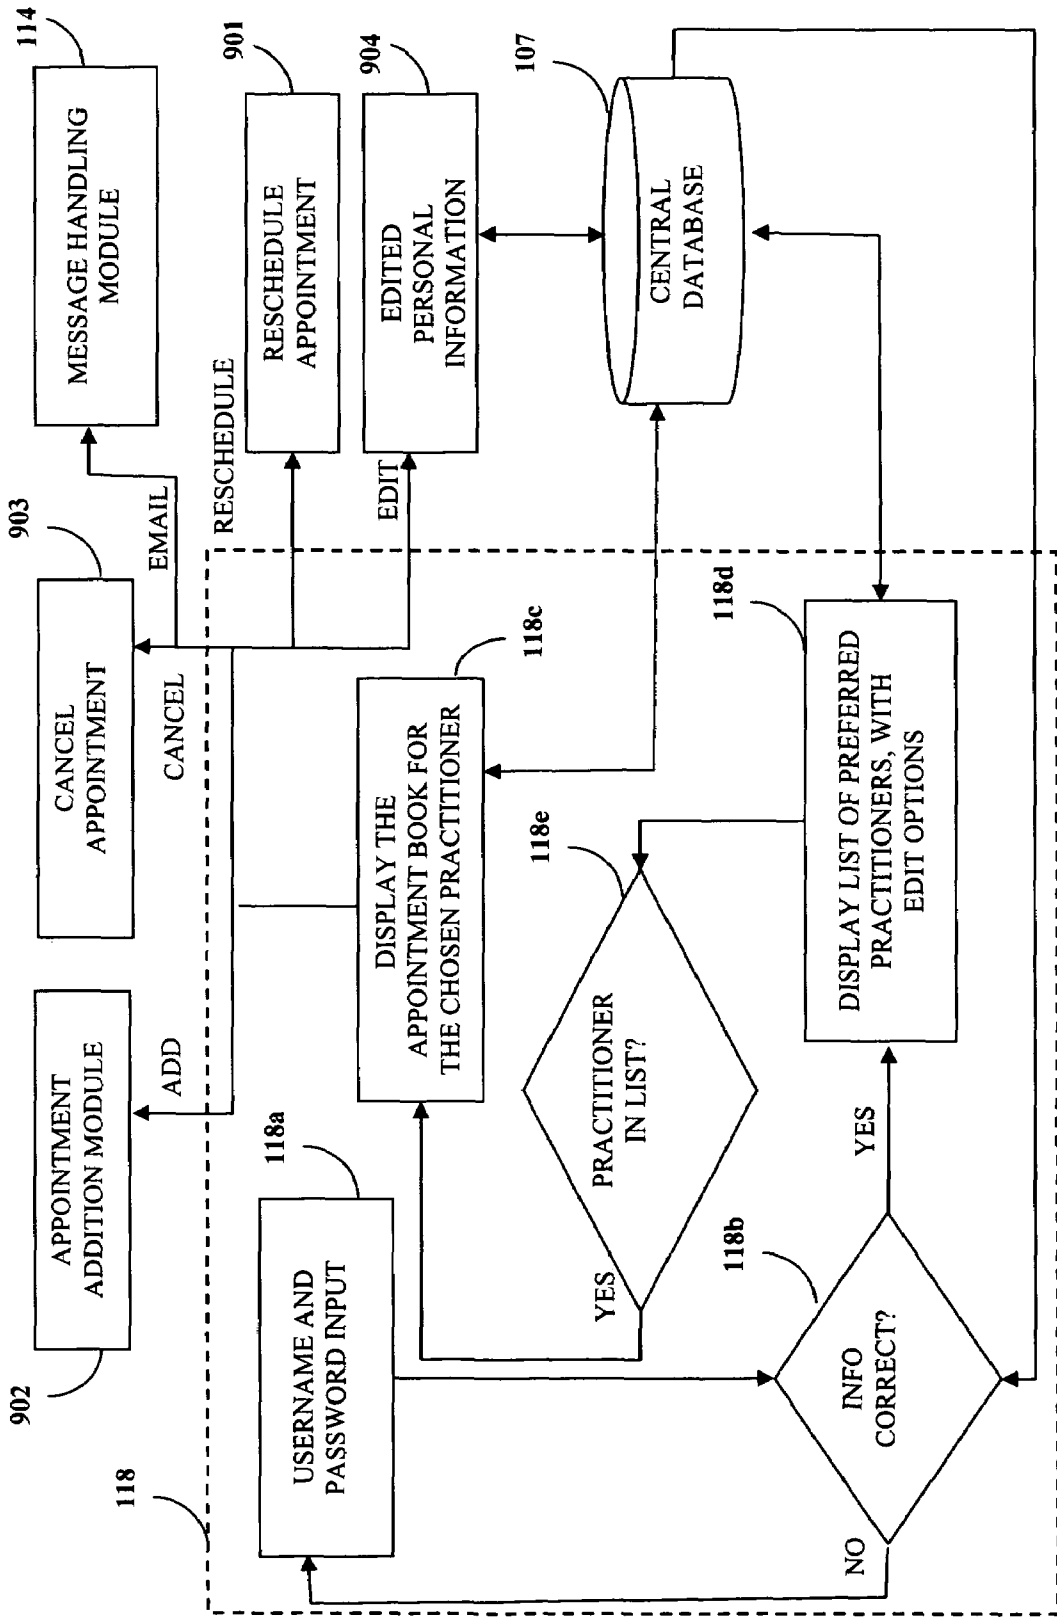 902
APPOINTMENT
ADDITION MODULE
903
CANCEL
APPOINTMENT
114
MESSAGE HANDLING
MODULE
ADD
CANCEL
EMAIL
RESCHEDULE
901
RESCHEDULE
APPOINTMENT
EDIT
904
EDITED
PERSONAL
INFORMATION
118
118a
USERNAME AND
PASSWORD INPUT
118c
DISPLAY THE
APPOINTMENT BOOK FOR
THE CHOSEN PRACTITIONER
107
CENTRAL
DATABASE
118e
PRACTITIONER
IN LIST?
YES
118b
INFO
CORRECT?
NO
YES
118d
DISPLAY LIST OF PREFERRED
PRACTITIONERS, WITH
EDIT OPTIONS